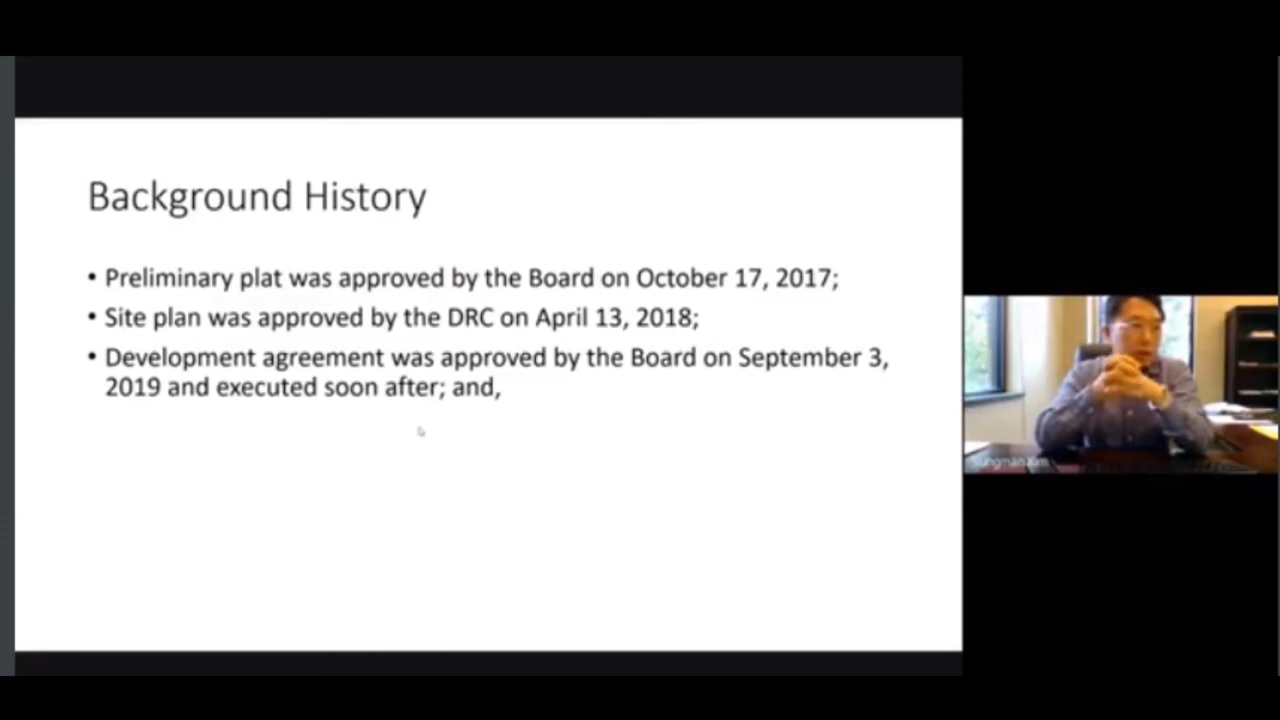 Background History
• Preliminary plat was approved by the Board on October 17, 2017;
• Site plan was approved by the DRC on April 13, 2018;
• Development agreement was approved by the Board on September 3,
2019 and executed soon after; and,
Sungman Kim